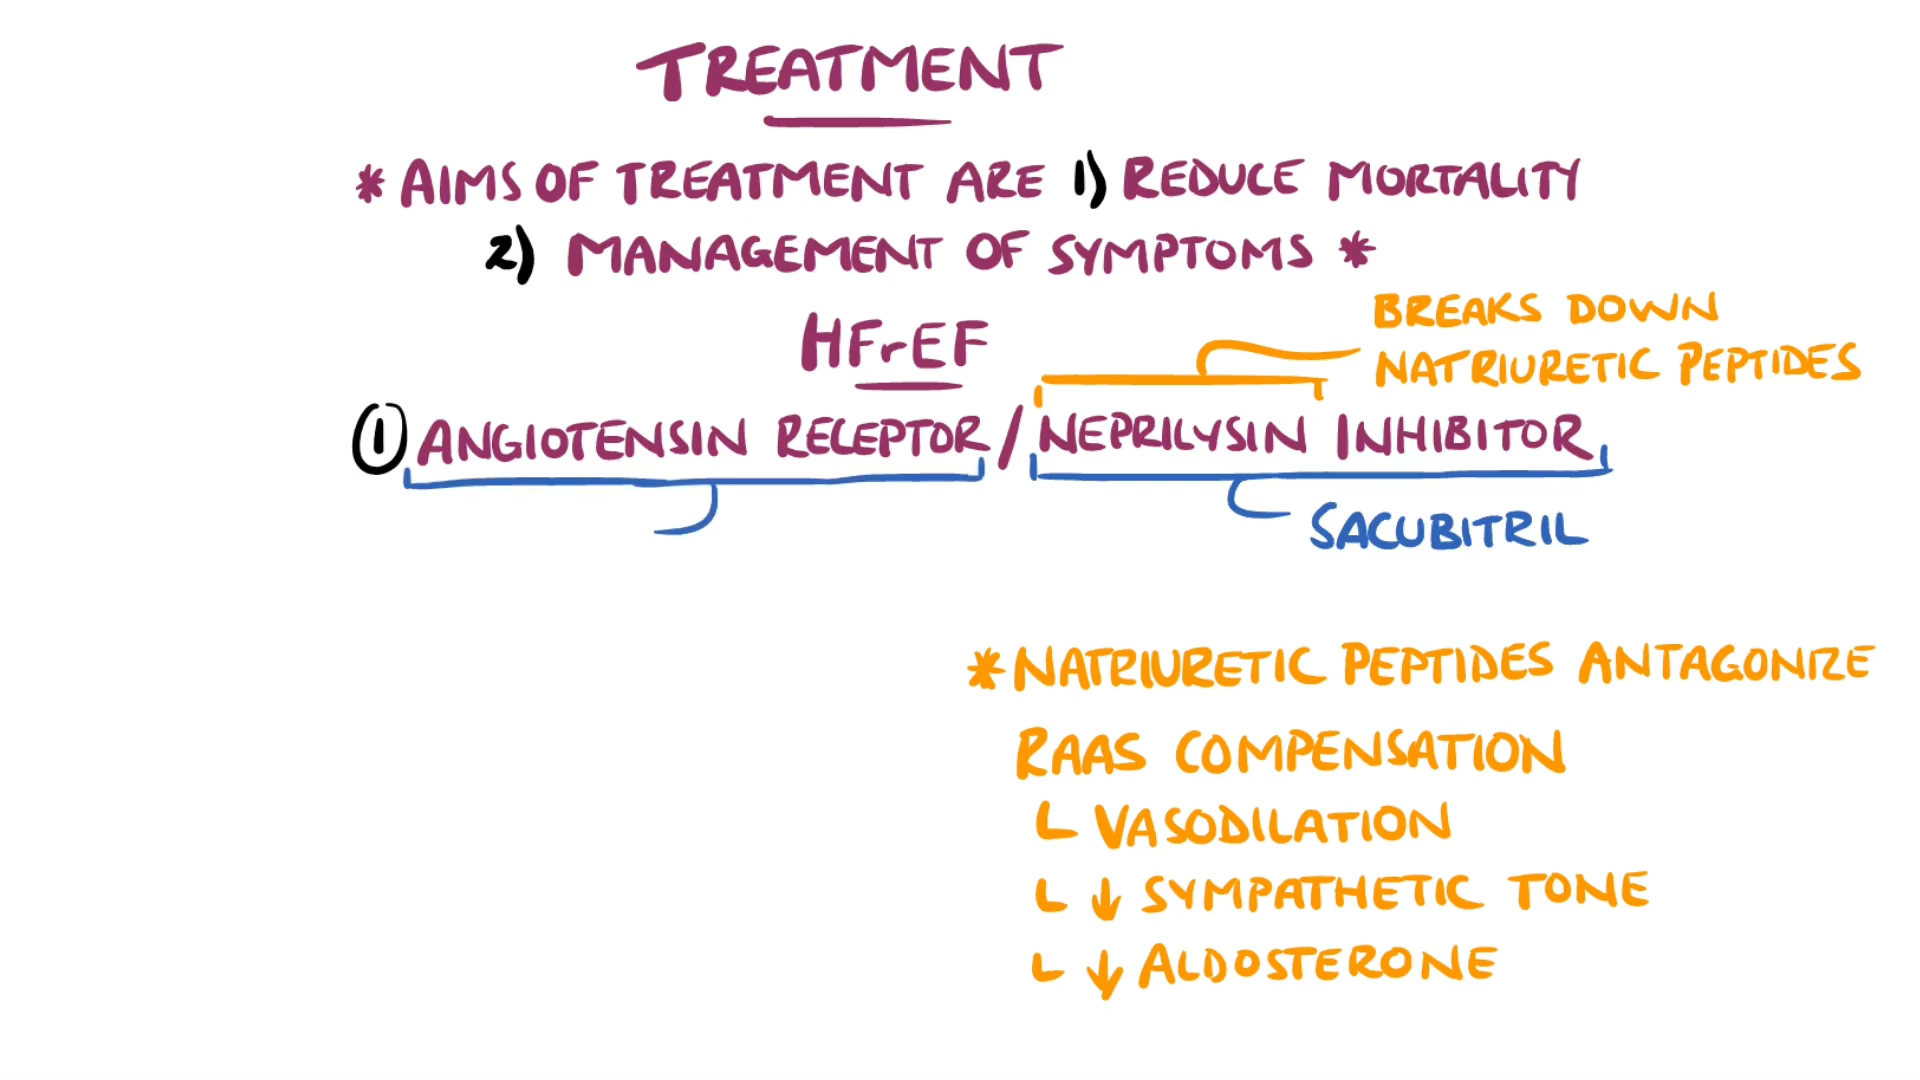 TREATMENT
* AIMS OF TREATMENT ARE 1) REDUCE MORTALITY
2) MANAGEMENT OF SYMPTOMS *
HFrEF
BREAKS DOWN
NATRIURETIC PEPTIDES
① ANGIOTENSIN RECEPTOR / NEPRILYSIN INHIBITOR
SACUBITRIL
* NATRIURETIC PEPTIDES ANTAGONIZE
RAAS COMPENSATION
└ VASODILATION
└ ↓ SYMPATHETIC TONE
└ ↓ ALDOSTERONE